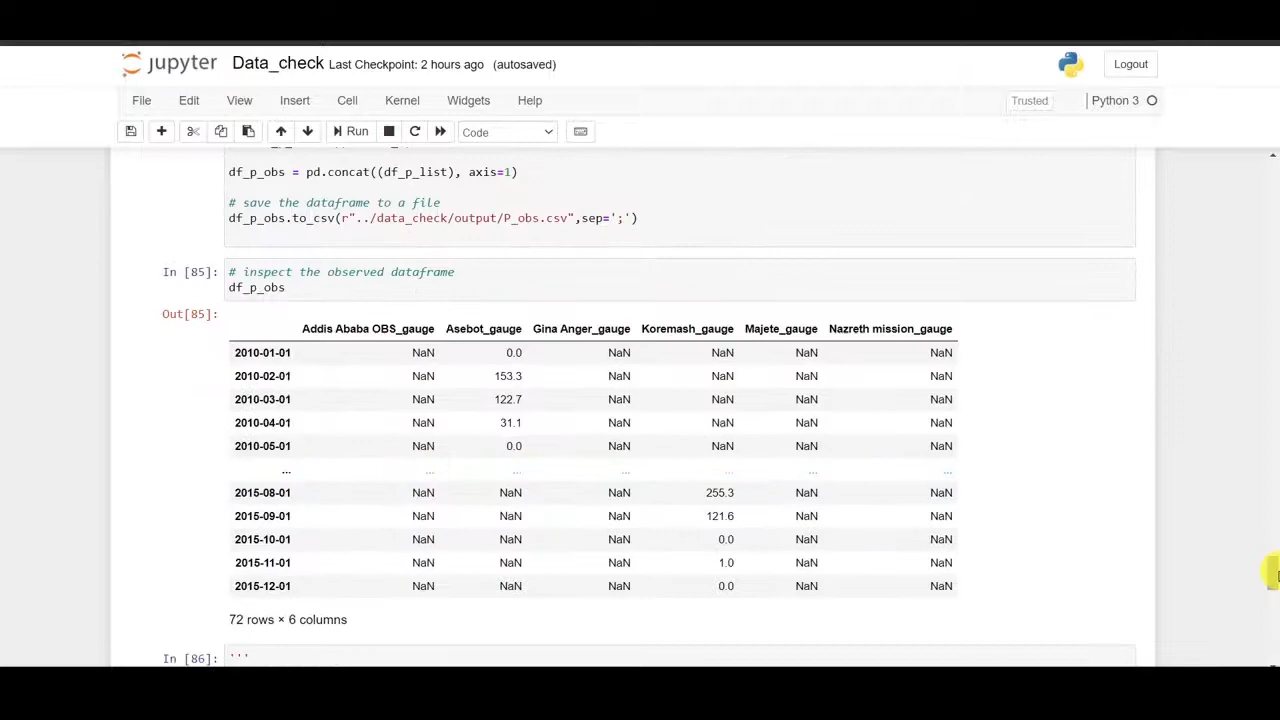 jupyter Data_check Last Checkpoint: 2 hours ago (autosaved)
Logout
File Edit View Insert Cell Kernel Widgets Help
Trusted Python 3
Run Code
df_p_obs = pd.concat((df_p_list), axis=1)
# save the dataframe to a file
df_p_obs.to_csv(r"../data_check/output/P_obs.csv",sep=';')
In [85]: # inspect the observed dataframe
df_p_obs
Out[85]:
Addis Ababa OBS_gauge Asebot_gauge Gina Anger_gauge Koremash_gauge Majete_gauge Nazreth mission_gauge
2010-01-01 NaN 0.0 NaN NaN NaN NaN
2010-02-01 NaN 153.3 NaN NaN NaN NaN
2010-03-01 NaN 122.7 NaN NaN NaN NaN
2010-04-01 NaN 31.1 NaN NaN NaN NaN
2010-05-01 NaN 0.0 NaN NaN NaN NaN
... ... ... ... ... ... ...
2015-08-01 NaN NaN NaN 255.3 NaN NaN
2015-09-01 NaN NaN NaN 121.6 NaN NaN
2015-10-01 NaN NaN NaN 0.0 NaN NaN
2015-11-01 NaN NaN NaN 1.0 NaN NaN
2015-12-01 NaN NaN NaN 0.0 NaN NaN
72 rows × 6 columns
In [86]: '''